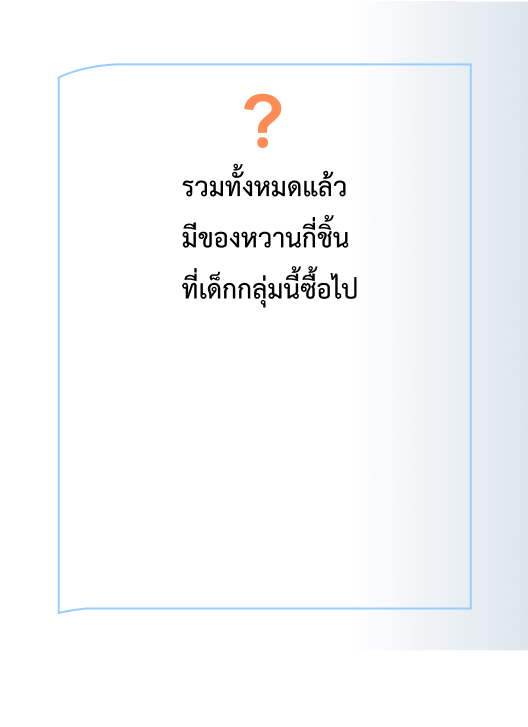 ?
รวมทั้งหมดแล้ว
มีของหวานกี่ชิ้น
ที่เด็กกลุ่มนี้ซื้อไป